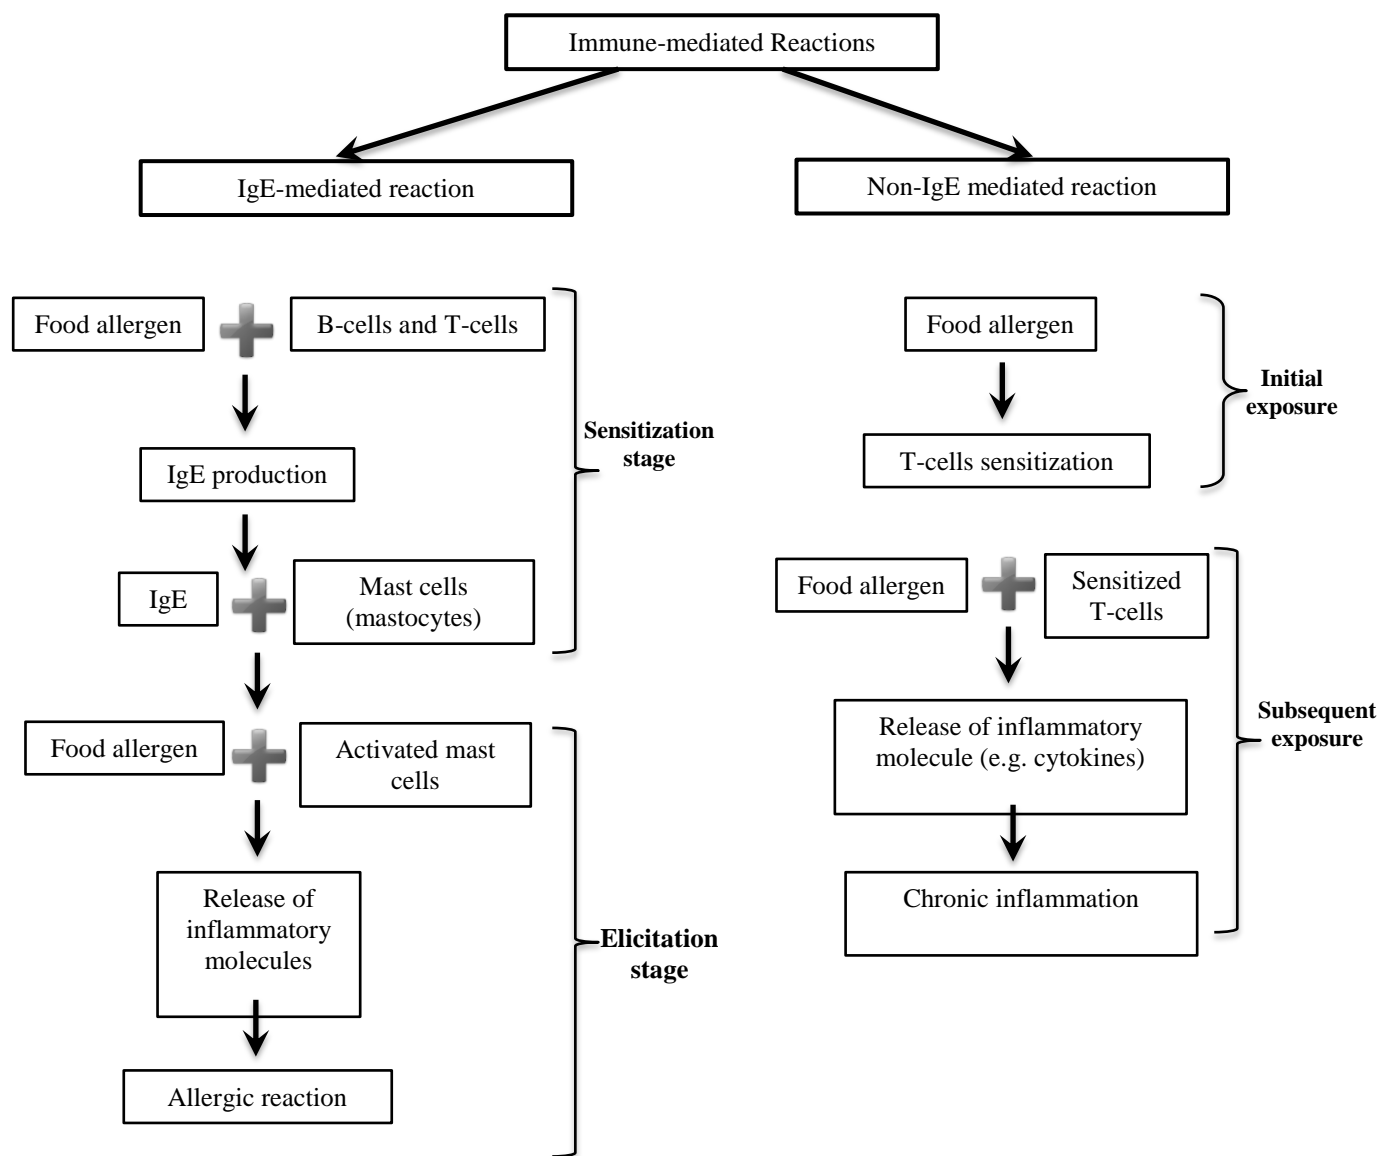 Immune-mediated Reactions
IgE-mediated reaction
Non-IgE mediated reaction
Food allergen
B-cells and T-cells
IgE production
Sensitization
stage
IgE
Mast cells
(mastocytes)
Food allergen
Activated mast
cells
Release of
inflammatory
molecules
Elicitation
stage
Allergic reaction
Food allergen
Initial
exposure
T-cells sensitization
Food allergen
Sensitized
T-cells
Release of inflammatory
molecule (e.g. cytokines)
Subsequent
exposure
Chronic inflammation